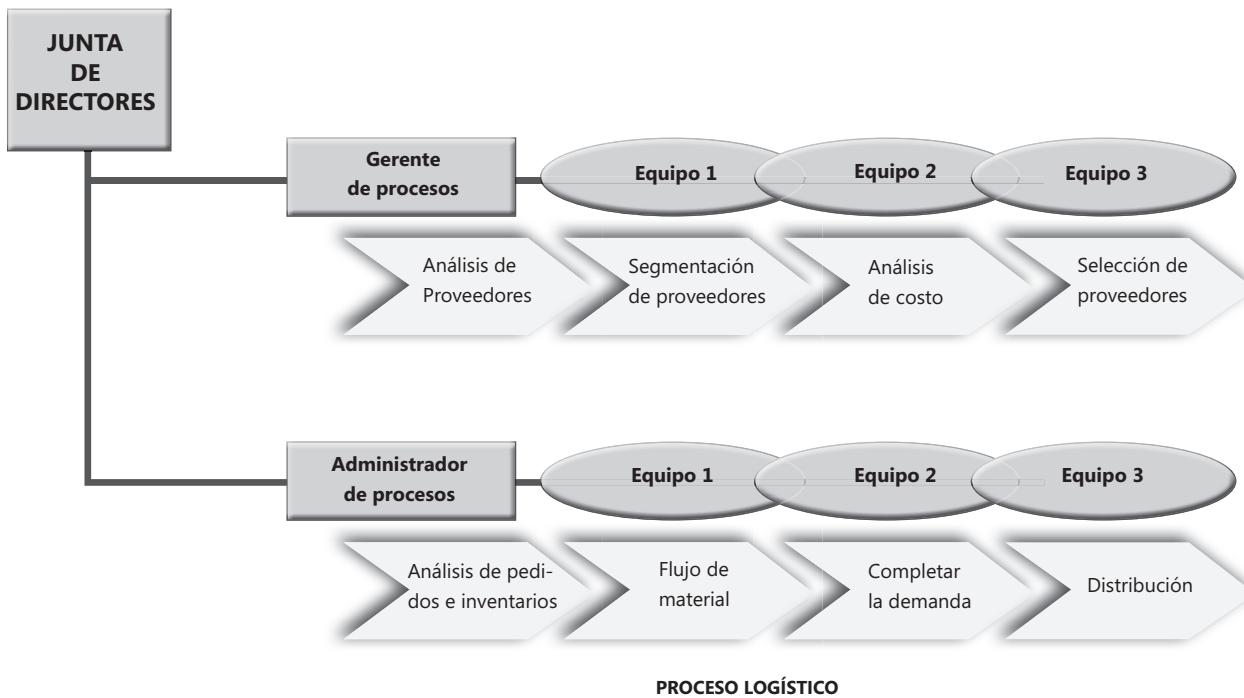 JUNTA
DE
DIRECTORES
Gerente
de procesos
Equipo 1
Equipo 2
Equipo 3
Análisis de
Proveedores
Segmentación
de proveedores
Análisis
de costo
Selección de
proveedores
Administrador
de procesos
Equipo 1
Equipo 2
Equipo 3
Análisis de pedi-
dos e inventarios
Flujo de
material
Completar
la demanda
Distribución
PROCESO LOGÍSTICO